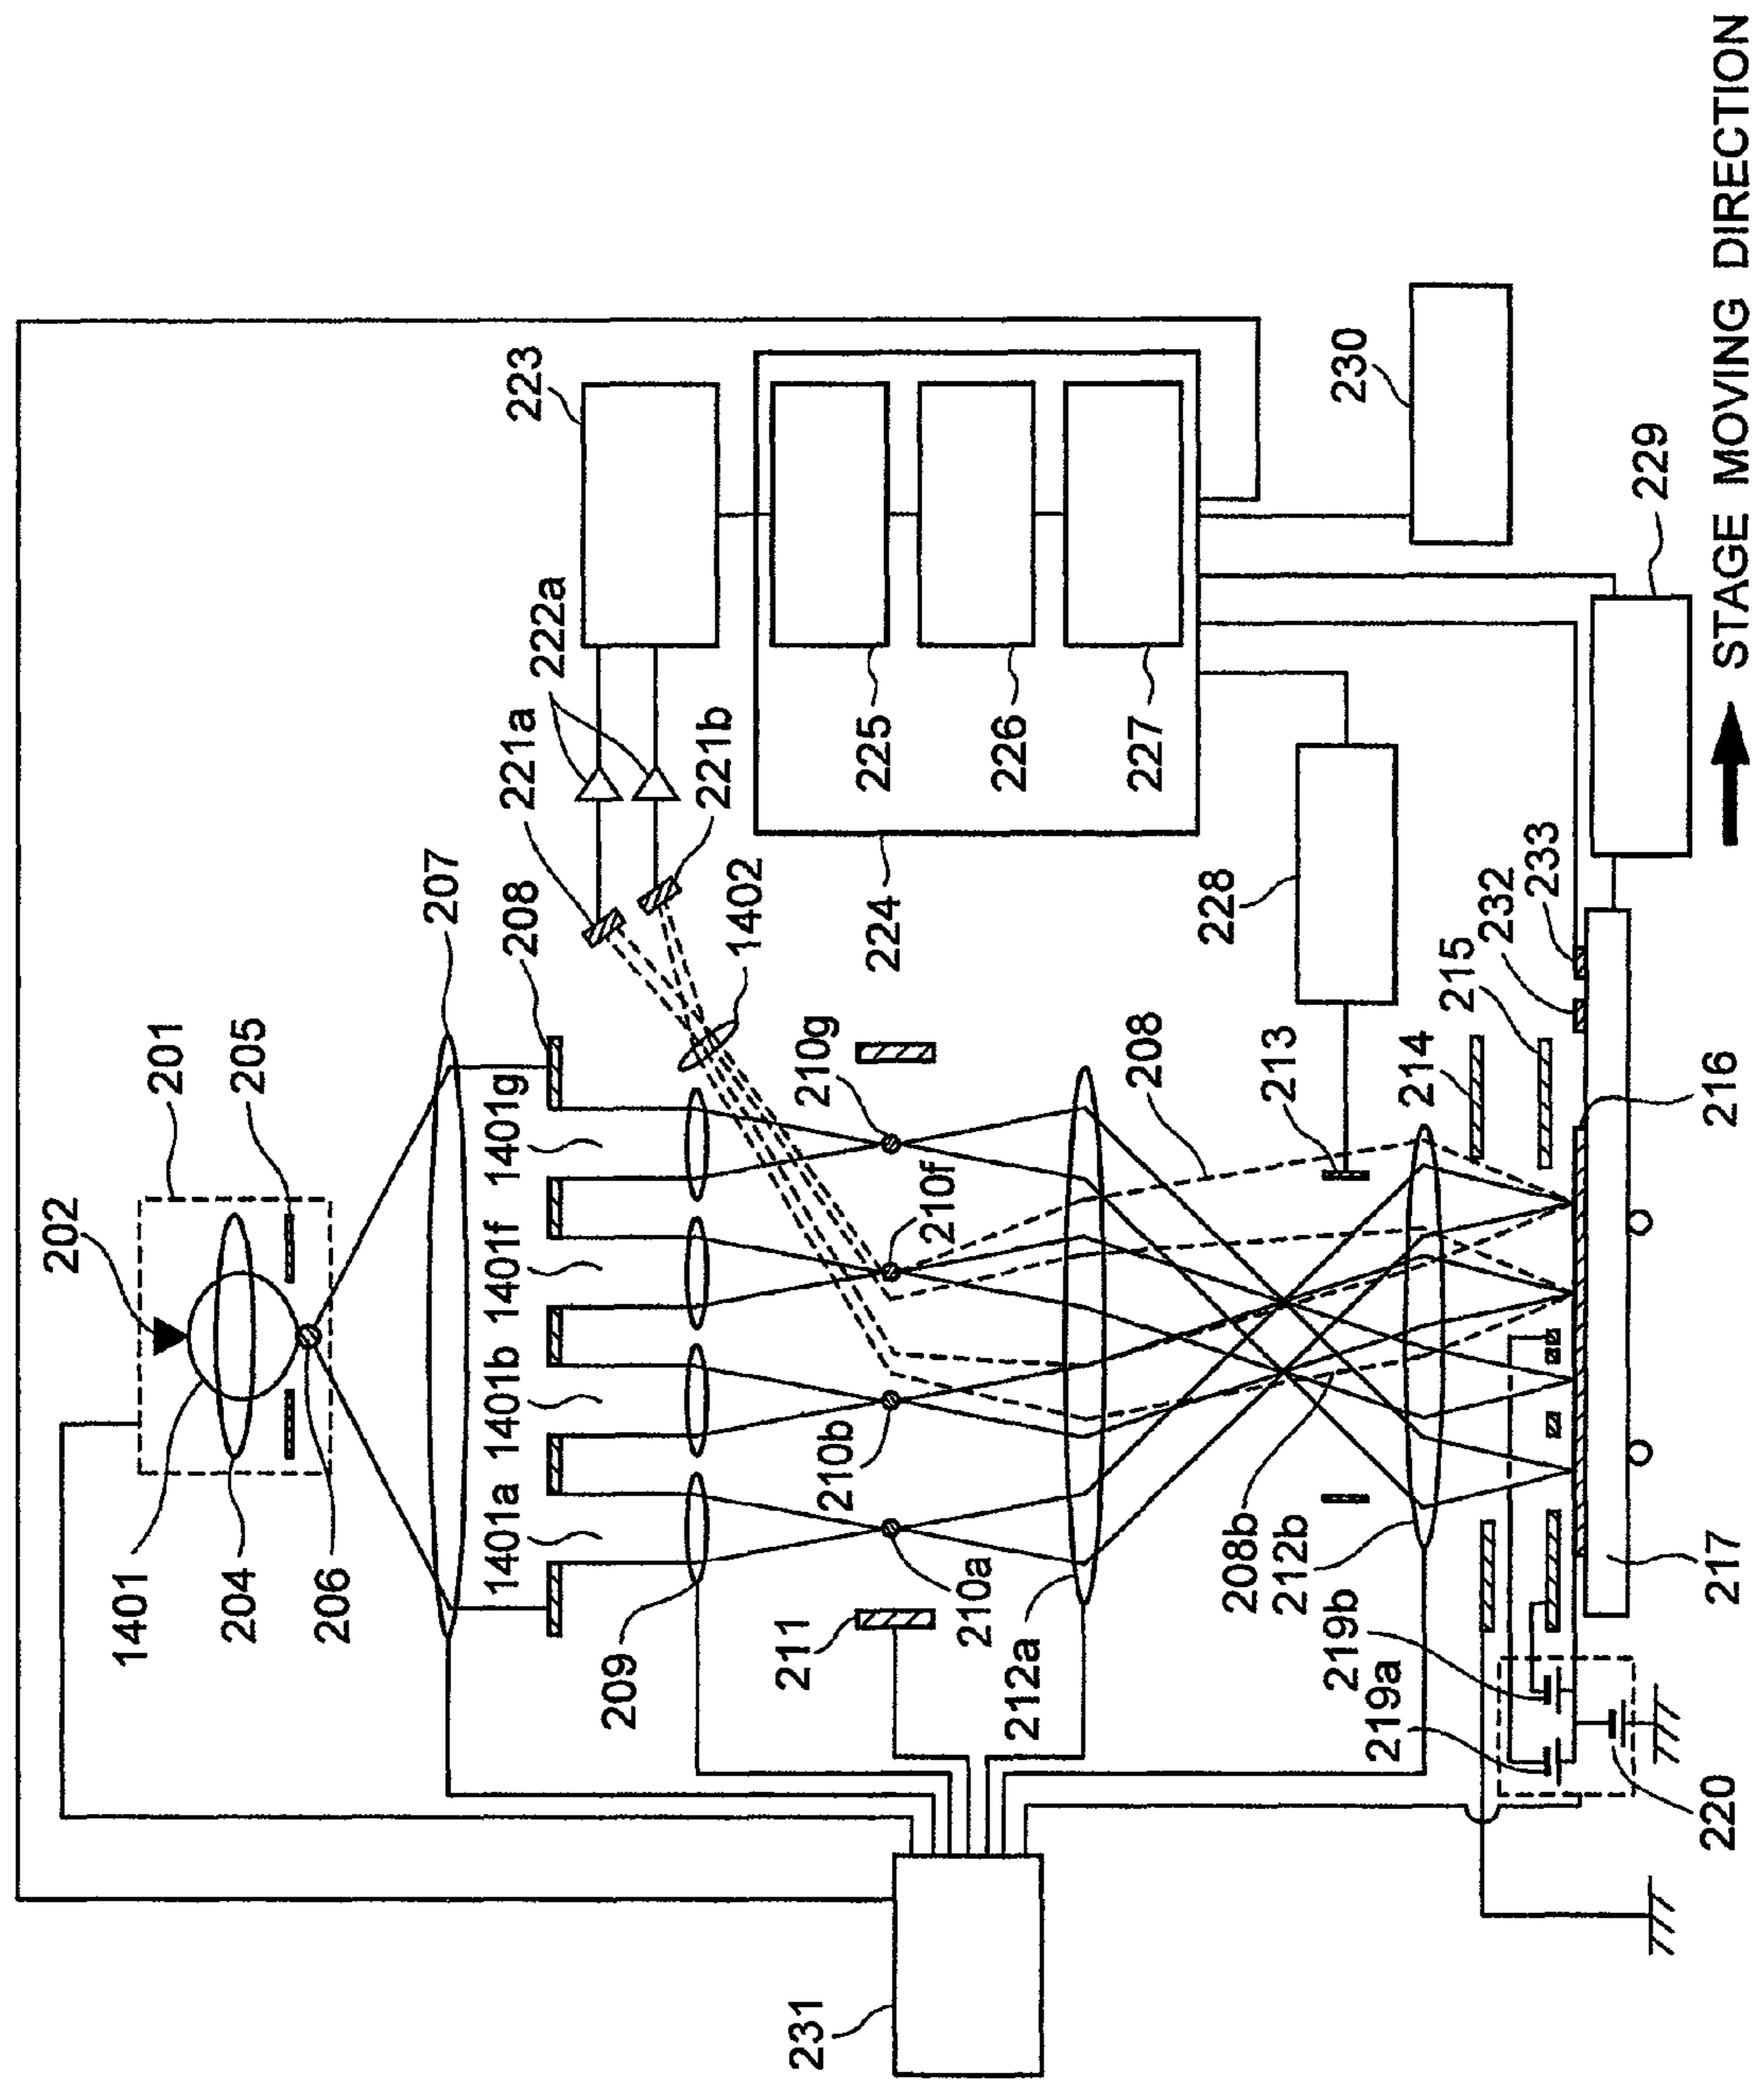 202
201
205
1401
204
206
207
208
1401g
1401f
1401b
1401a
209
221a
222a
223
221b
1402
210g
210f
210b
210a
211
212a
225
226
227
224
228
230
229
208
213
214
215
232
233
208b
212b
219b
219a
216
217
220
231
STAGE MOVING DIRECTION